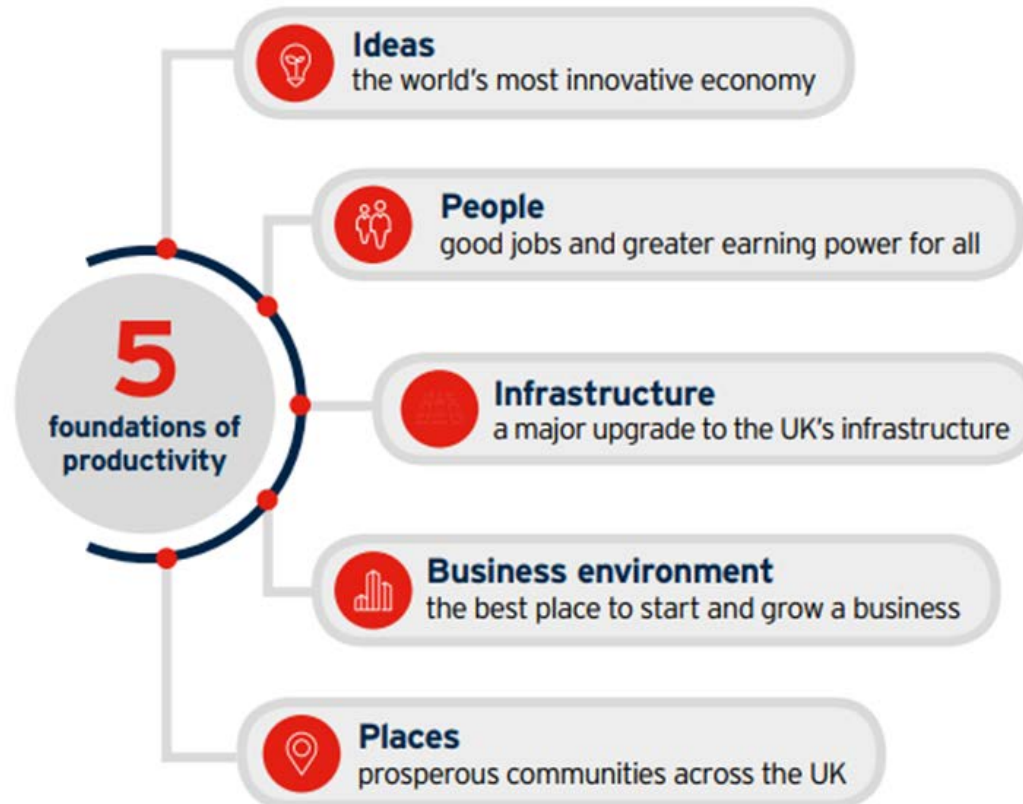 Ideas
the world's most innovative economy
People
good jobs and greater earning power for all
5
foundations of
productivity
Infrastructure
a major upgrade to the UK's infrastructure
Business environment
the best place to start and grow a business
Places
prosperous communities across the UK